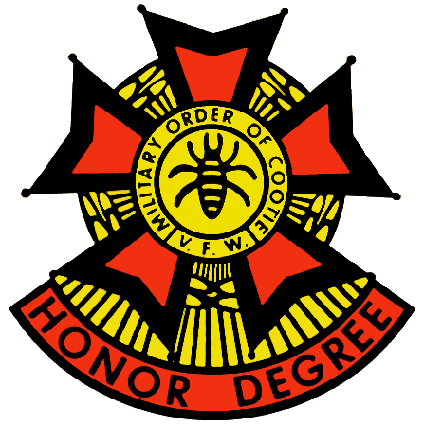 MILITARY ORDER OF COOTIE
V. F. W.
HONOR DEGREE